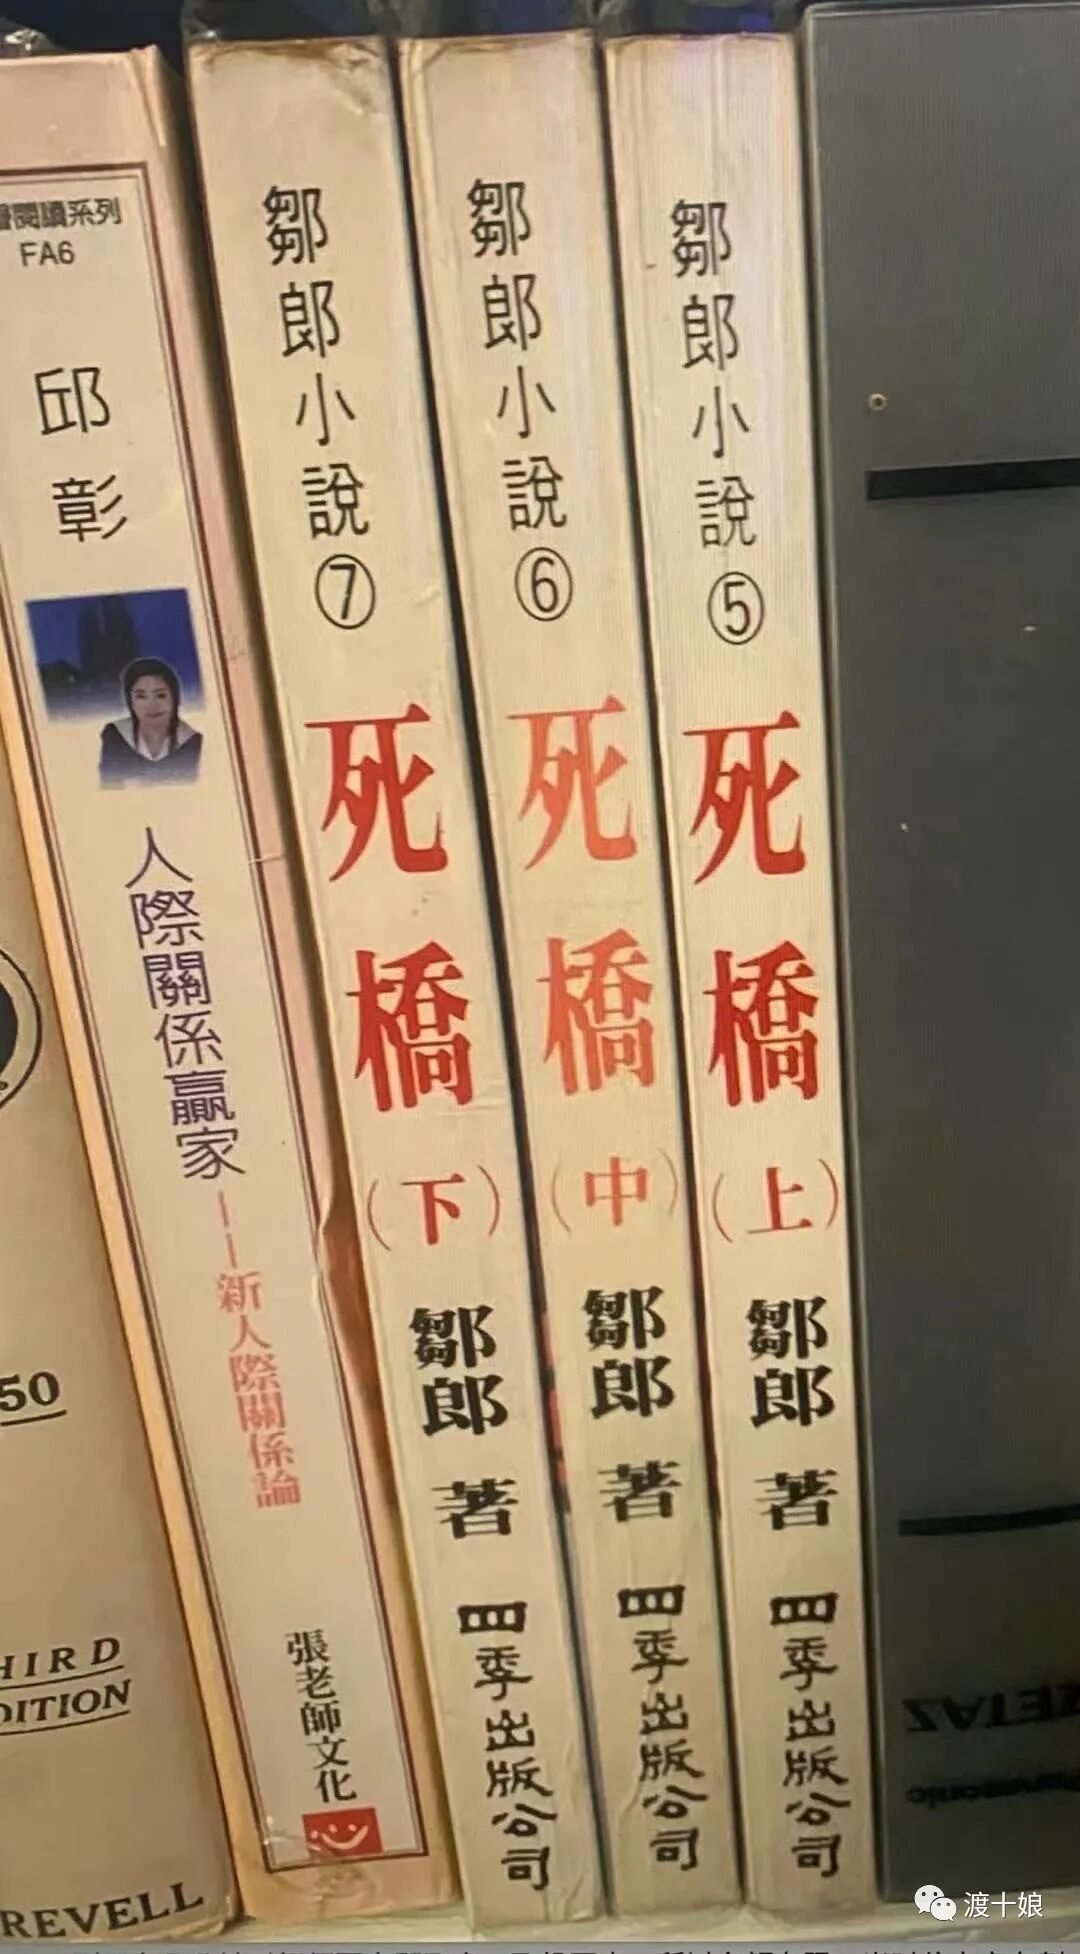 50
THIRD
EDITION
REVELL
閱讀系列
FA6
邱彰
人際關係贏家
——新人際關係論
張老師文化
鄒郎小說⑦
死橋
（下）
鄒郎 著
四季出版公司
鄒郎小說⑥
死橋
（中）
鄒郎 著
四季出版公司
鄒郎小說⑤
死橋
（上）
鄒郎 著
四季出版公司
渡十娘